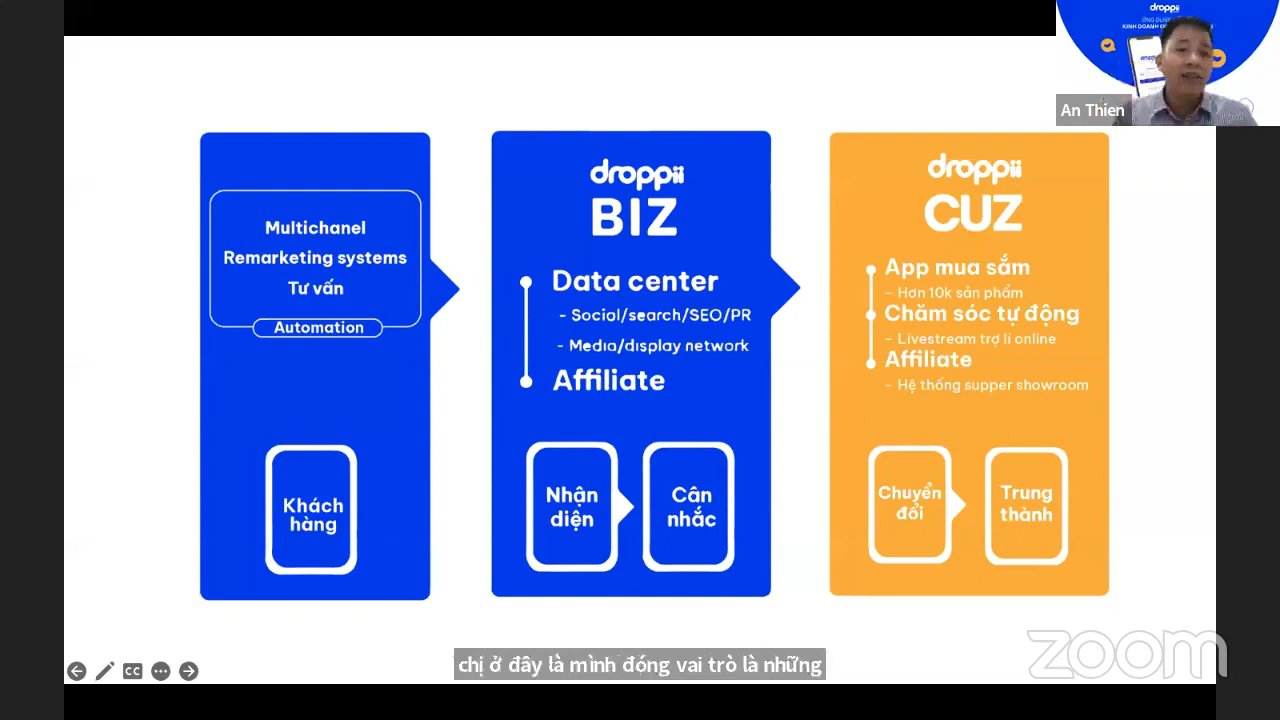 Multichanel
Remarketing systems
Tư vấn
Automation
Khách
hàng
droppii
BIZ
Data center
- Social/search/SEO/PR
- Media/display network
Affiliate
Nhận
diện
Cân
nhắc
droppii
CUZ
App mua sắm
- Hơn 10k sản phẩm
Chăm sóc tự động
- Livestream trợ lí online
Affiliate
- Hệ thống supper showroom
Chuyển
đổi
Trung
thành
droppii
An Thien
chị ở đây là mình đóng vai trò là những
CC
zoom